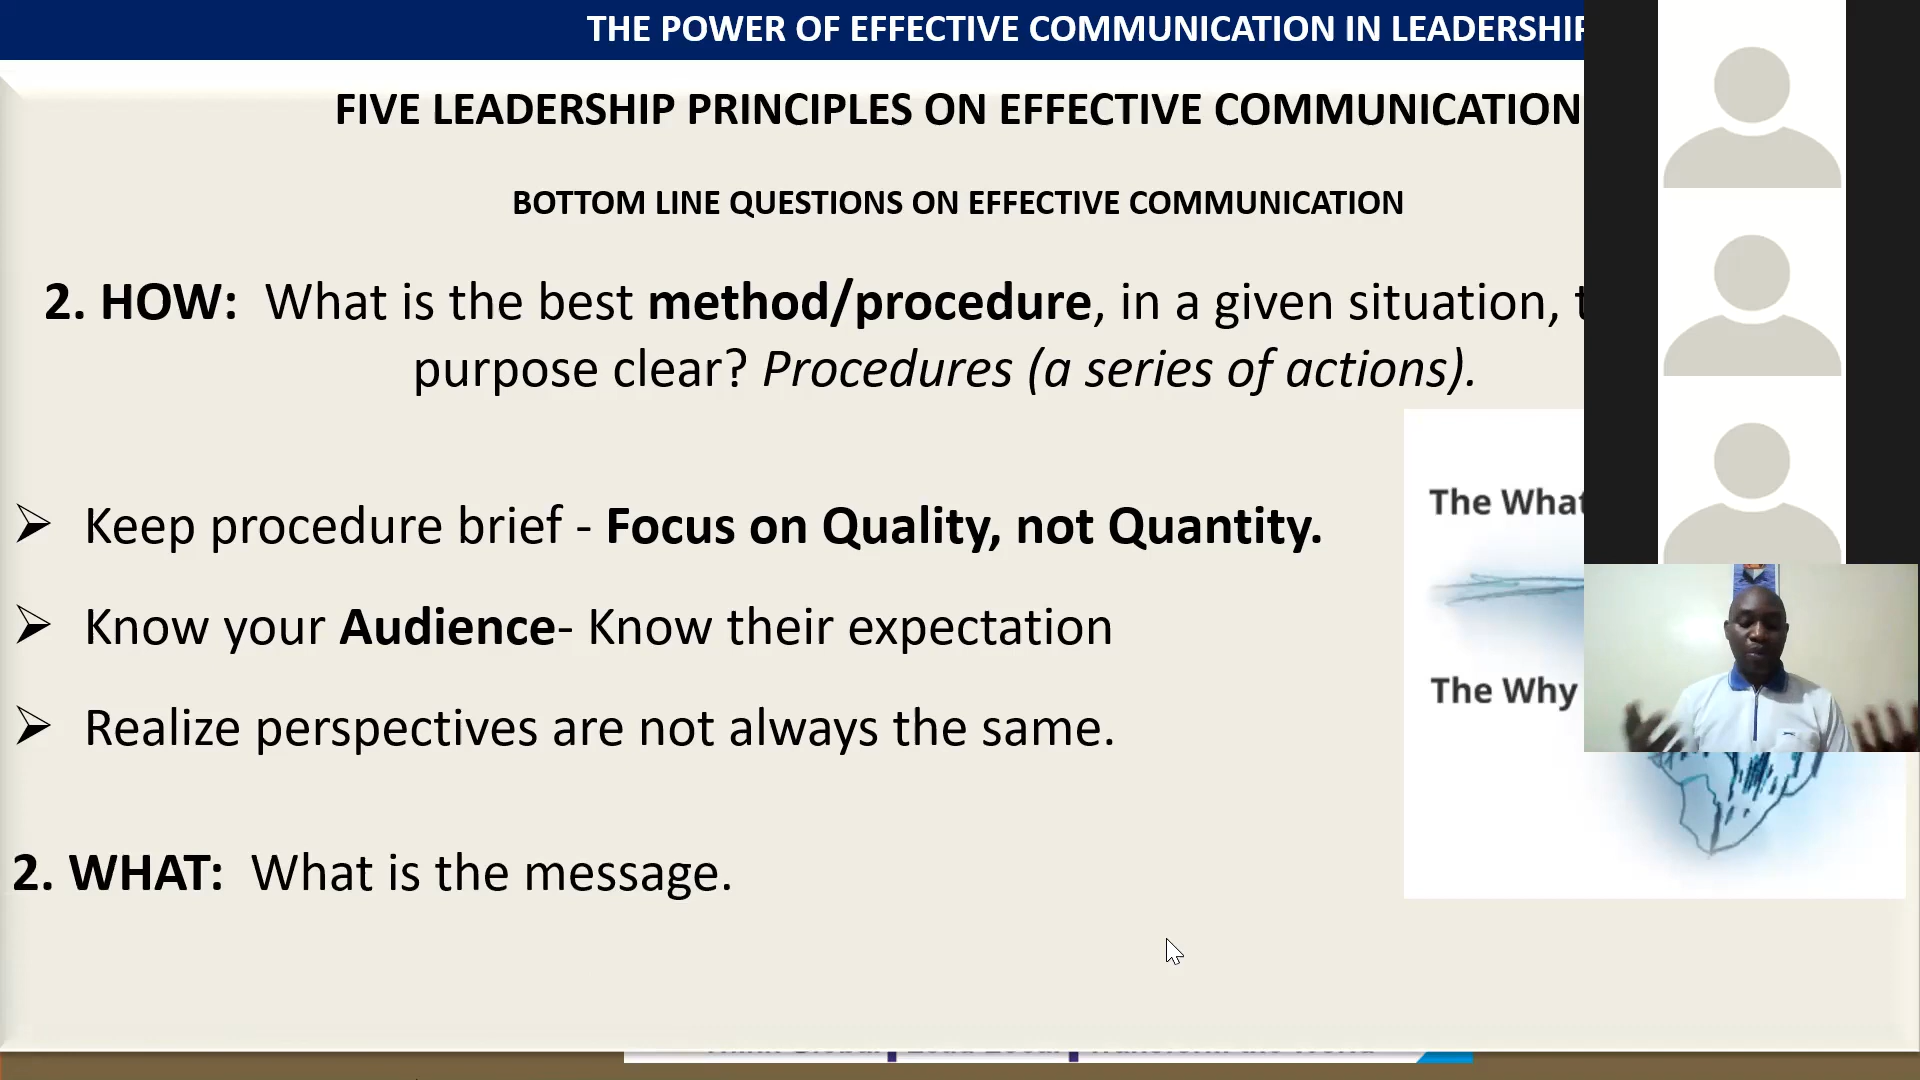 THE POWER OF EFFECTIVE COMMUNICATION IN LEADERSHIP
FIVE LEADERSHIP PRINCIPLES ON EFFECTIVE COMMUNICATION
BOTTOM LINE QUESTIONS ON EFFECTIVE COMMUNICATION
2. HOW: What is the best method/procedure, in a given situation,
purpose clear? Procedures (a series of actions).
➢ Keep procedure brief - Focus on Quality, not Quantity.
➢ Know your Audience- Know their expectation
➢ Realize perspectives are not always the same.
The What
The Why
2. WHAT: What is the message.